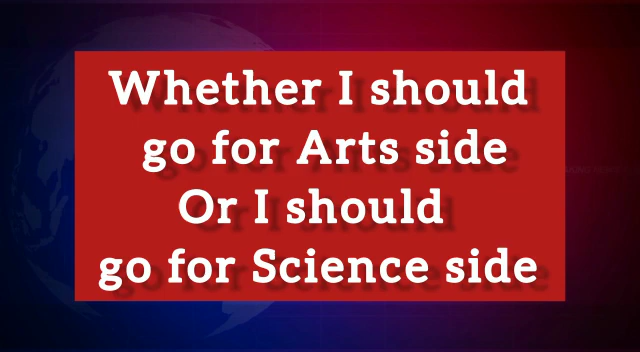 Whether I should
go for Arts side
Or I should
go for Science side